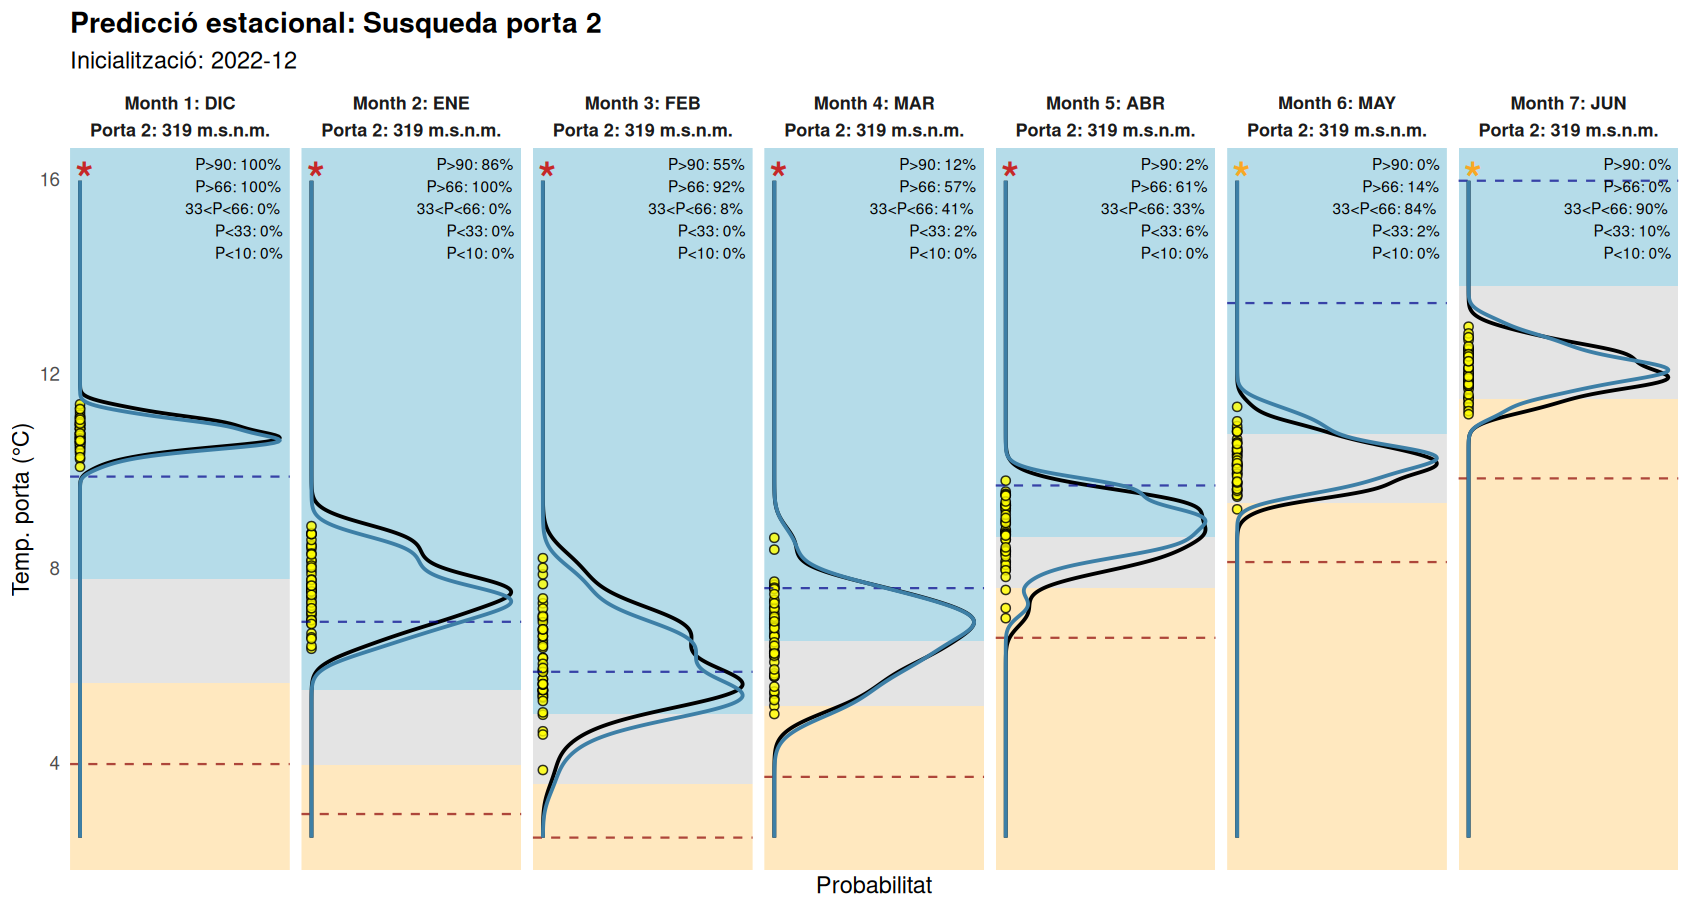 Predicció estacional: Susqueda porta 2
Inicialització: 2022-12
Month 1: DIC
Porta 2: 319 m.s.n.m.
Month 2: ENE
Porta 2: 319 m.s.n.m.
Month 3: FEB
Porta 2: 319 m.s.n.m.
Month 4: MAR
Porta 2: 319 m.s.n.m.
Month 5: ABR
Porta 2: 319 m.s.n.m.
Month 6: MAY
Porta 2: 319 m.s.n.m.
Month 7: JUN
Porta 2: 319 m.s.n.m.
*
P>90: 100%
P>66: 100%
33<P<66: 0%
P<33: 0%
P<10: 0%
*
P>90: 86%
P>66: 100%
33<P<66: 0%
P<33: 0%
P<10: 0%
*
P>90: 55%
P>66: 92%
33<P<66: 8%
P<33: 0%
P<10: 0%
*
P>90: 12%
P>66: 57%
33<P<66: 41%
P<33: 2%
P<10: 0%
*
P>90: 2%
P>66: 61%
33<P<66: 33%
P<33: 6%
P<10: 0%
*
P>90: 0%
P>66: 14%
33<P<66: 84%
P<33: 2%
P<10: 0%
*
P>90: 0%
P>66: 0%
33<P<66: 90%
P<33: 10%
P<10: 0%
16
12
8
4
Temp. porta (°C)
Probabilitat